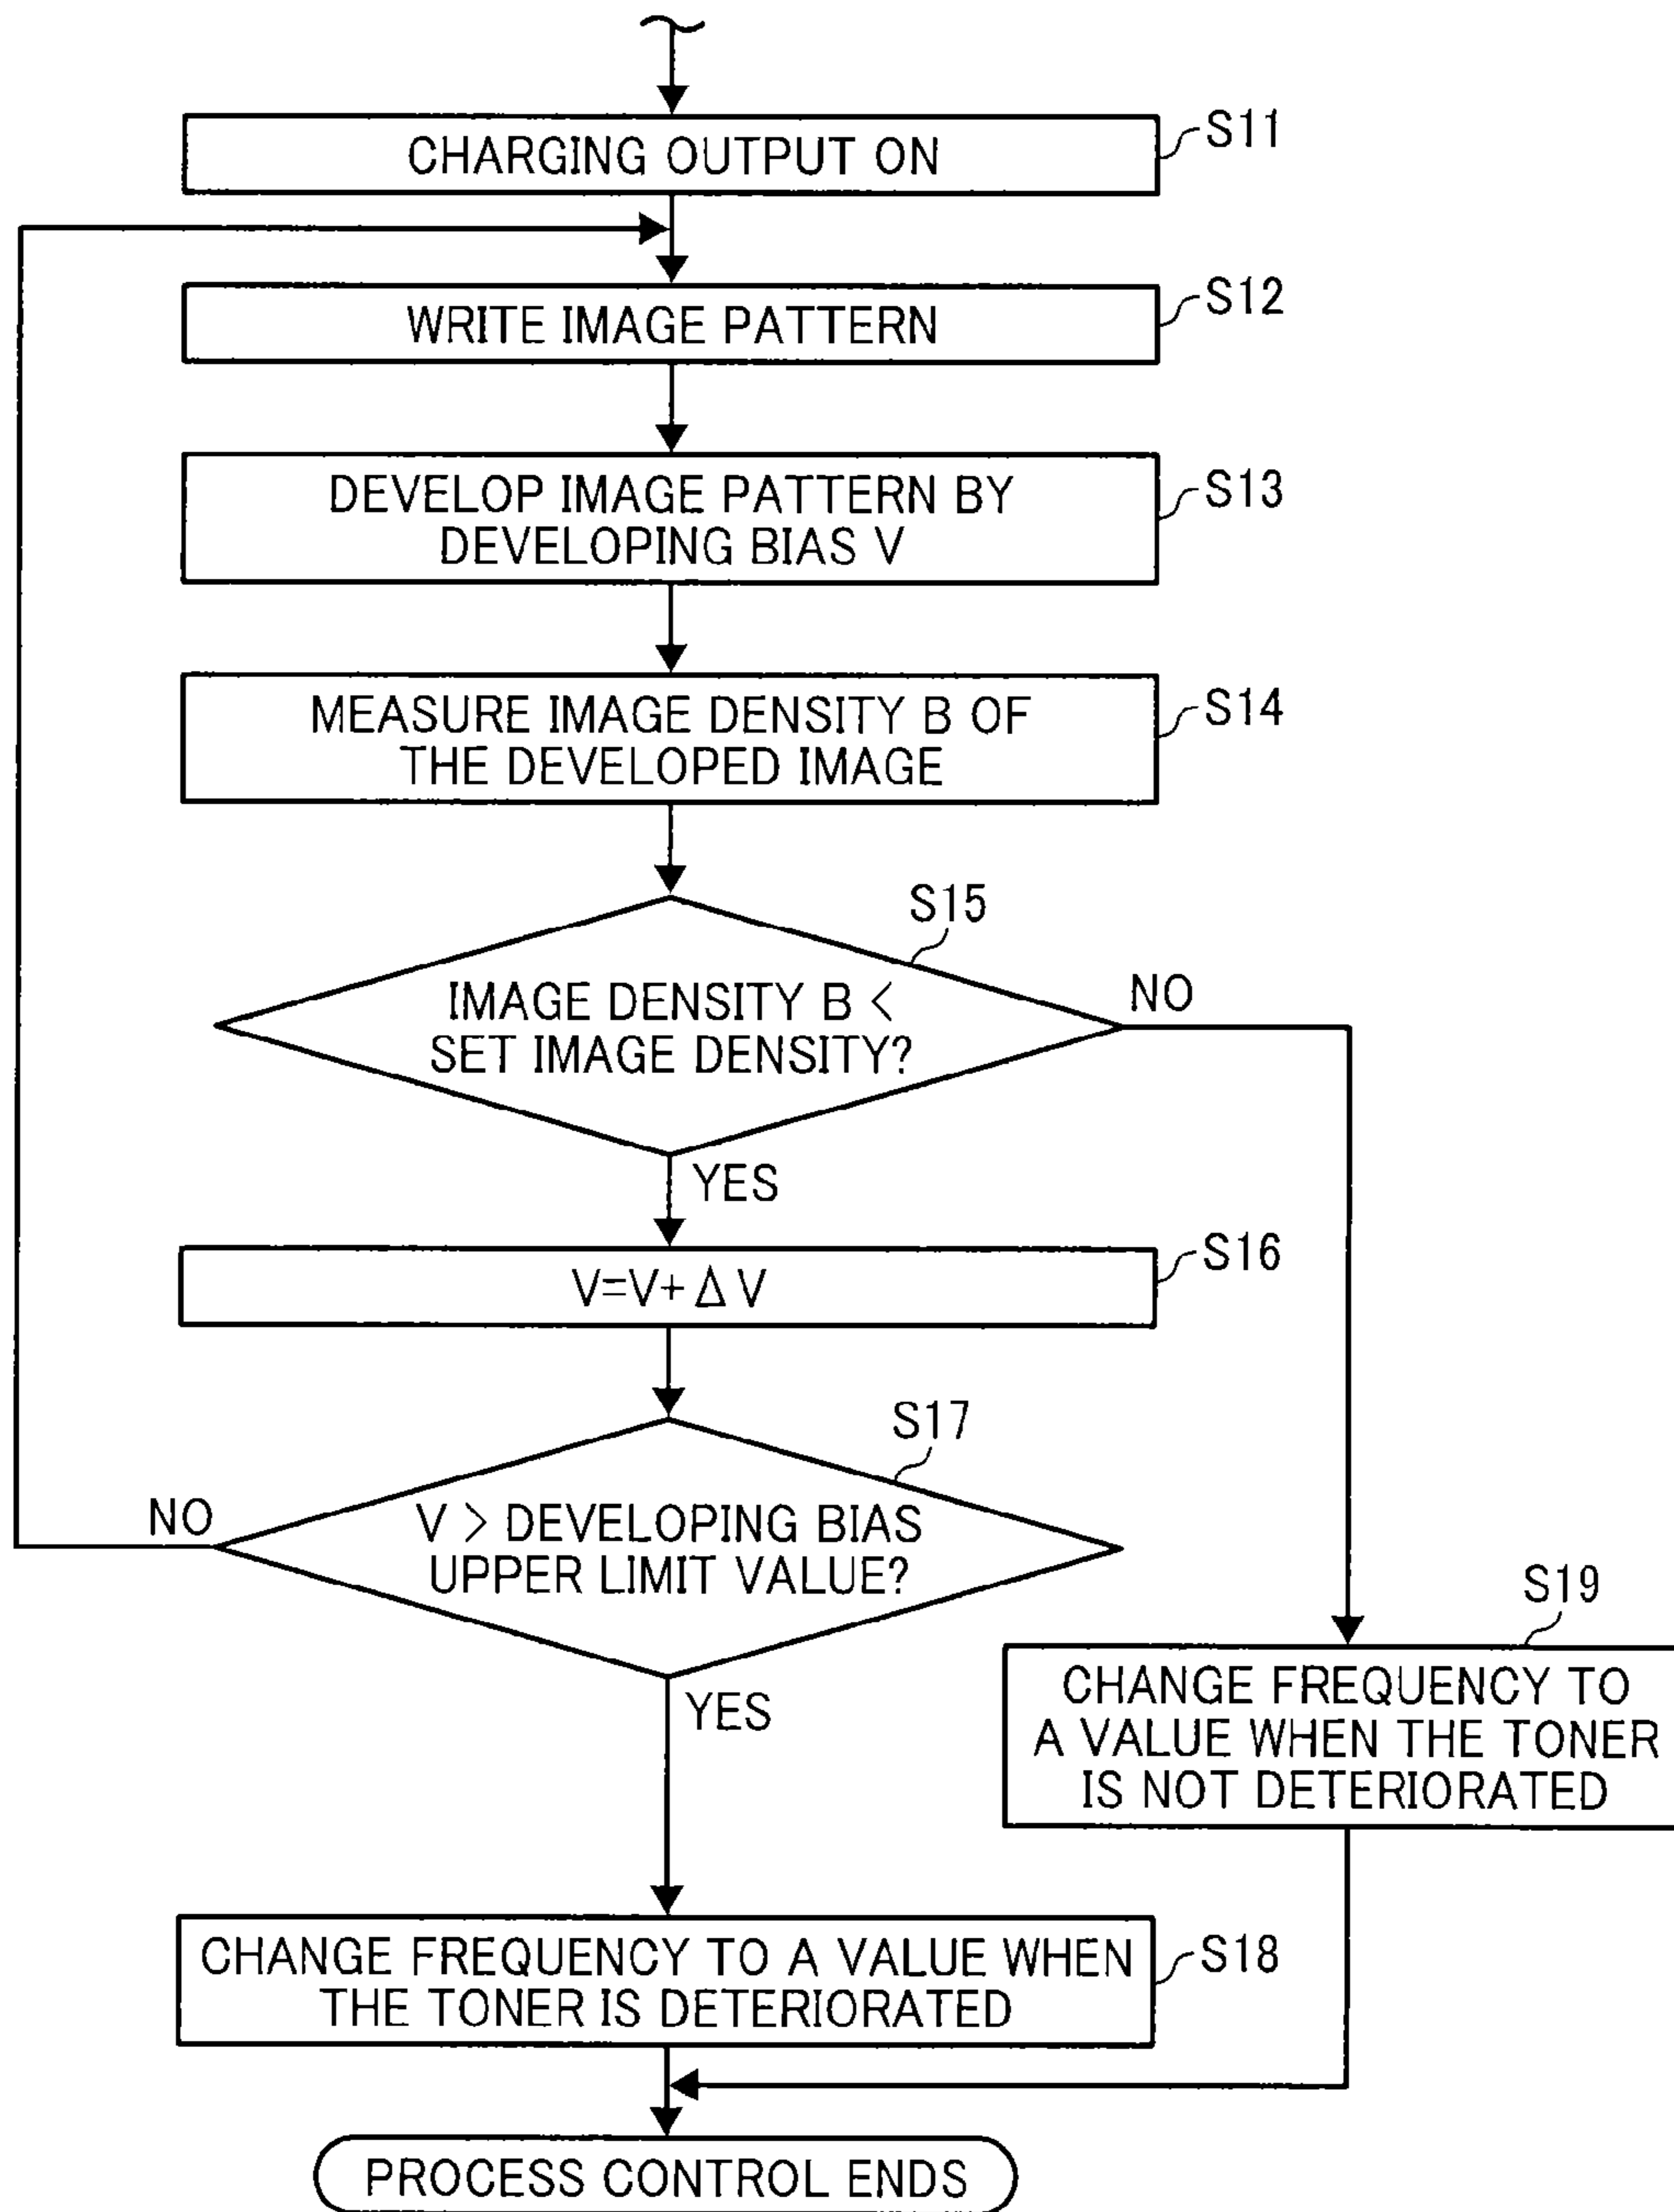 CHARGING OUTPUT ON
S11
WRITE IMAGE PATTERN
S12
DEVELOP IMAGE PATTERN BY
DEVELOPING BIAS V
S13
MEASURE IMAGE DENSITY B OF
THE DEVELOPED IMAGE
S14
S15
IMAGE DENSITY B <
SET IMAGE DENSITY?
NO
YES
V=V+ΔV
S16
S17
V > DEVELOPING BIAS
UPPER LIMIT VALUE?
NO
YES
S19
CHANGE FREQUENCY TO
A VALUE WHEN THE TONER
IS NOT DETERIORATED
CHANGE FREQUENCY TO A VALUE WHEN
THE TONER IS DETERIORATED
S18
PROCESS CONTROL ENDS